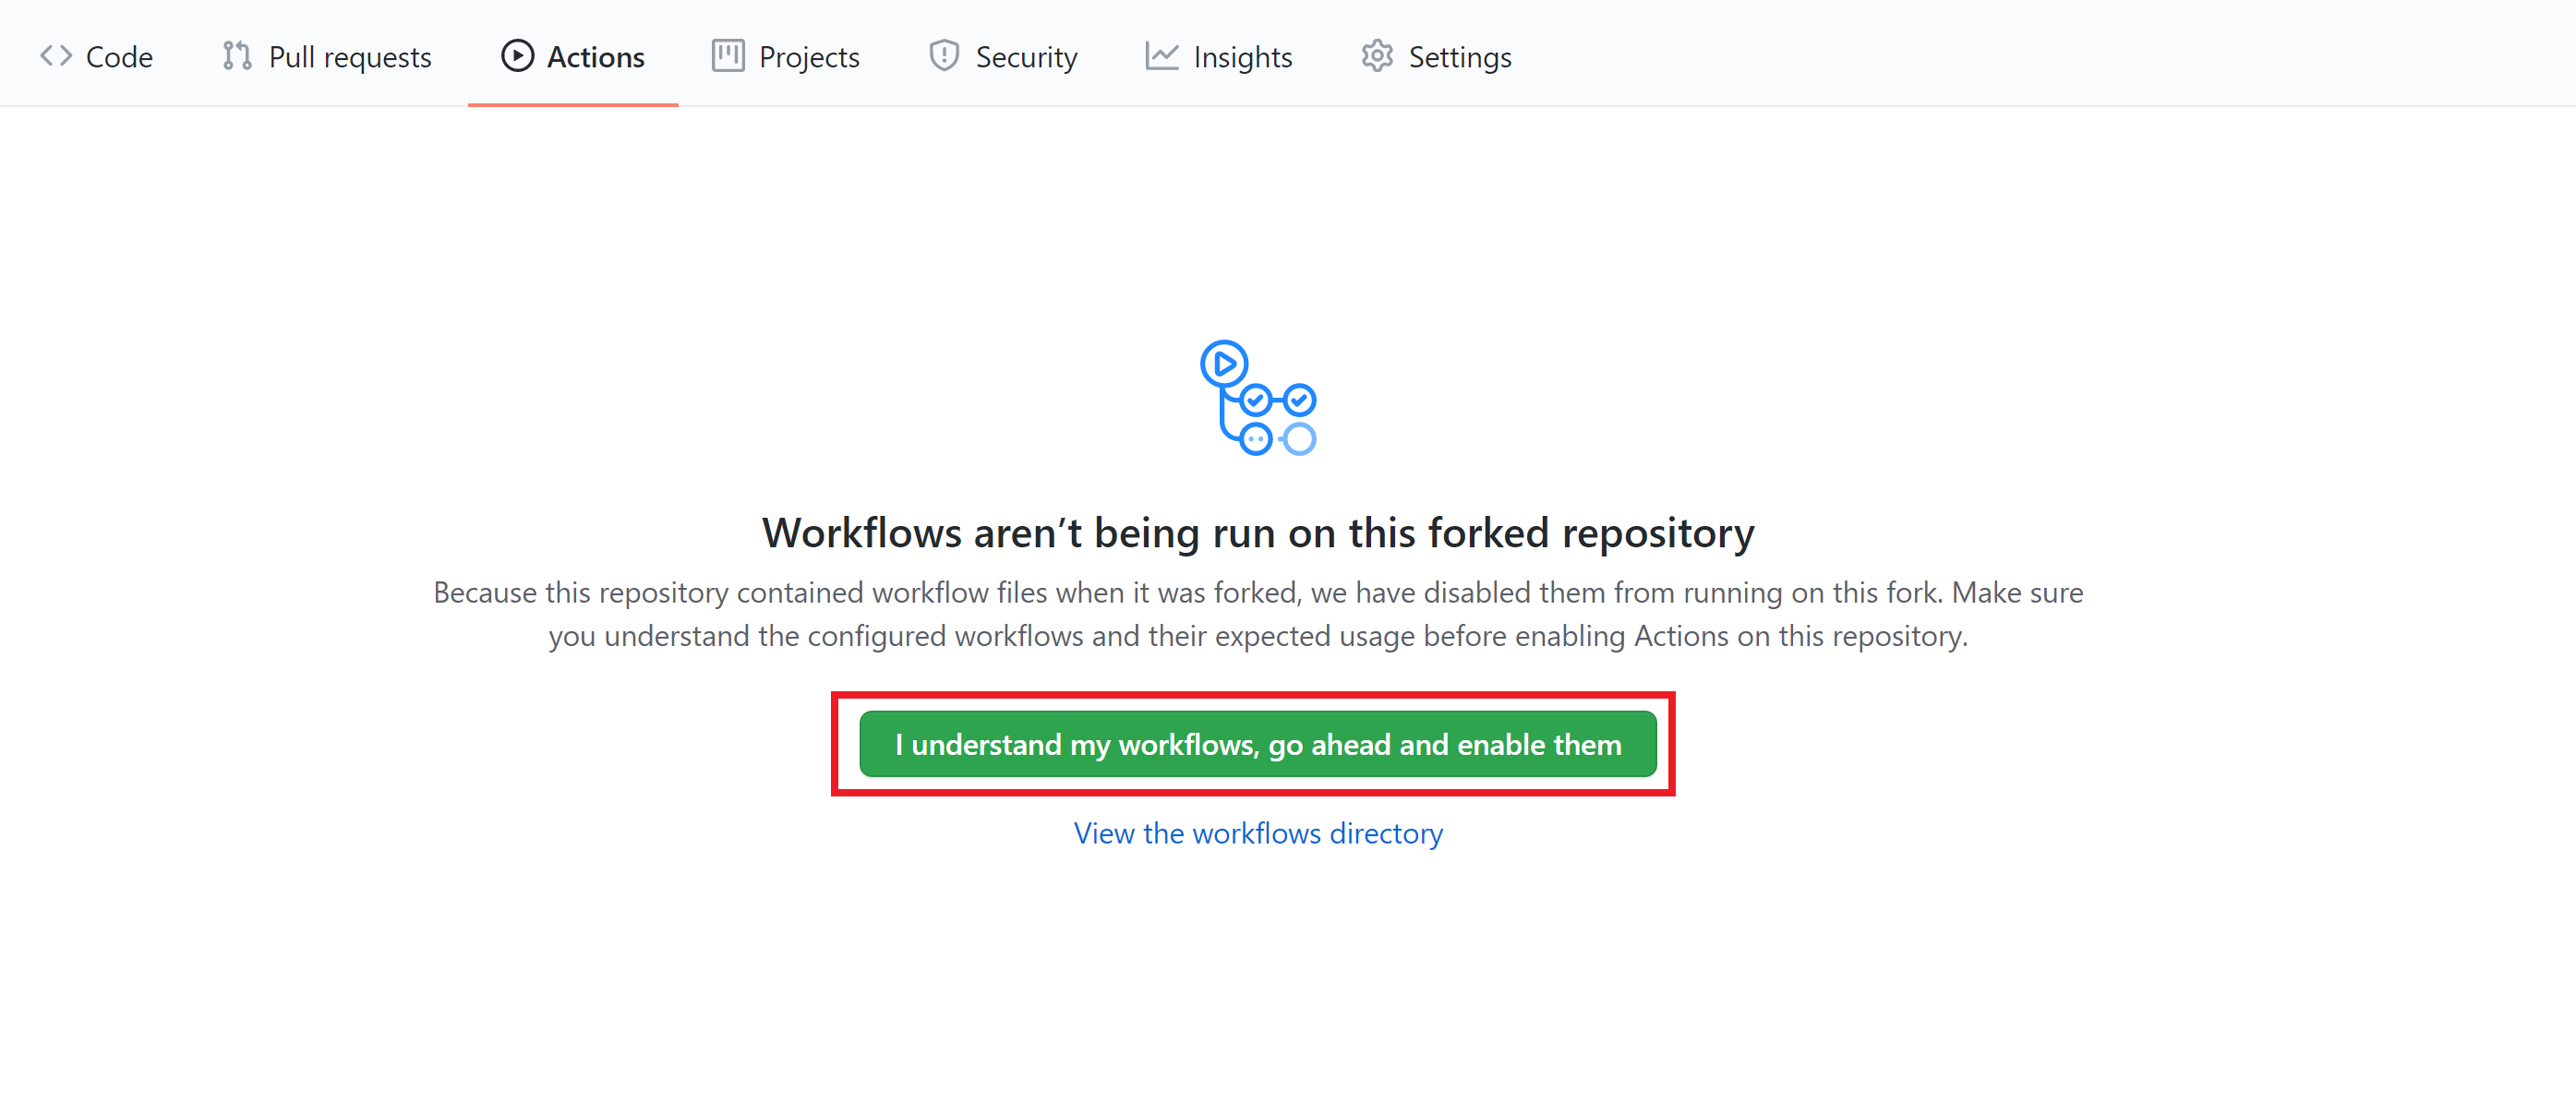 Code Pull requests Actions Projects Security Insights Settings
Workflows aren’t being run on this forked repository
Because this repository contained workflow files when it was forked, we have disabled them from running on this fork. Make sure
you understand the configured workflows and their expected usage before enabling Actions on this repository.
I understand my workflows, go ahead and enable them
View the workflows directory